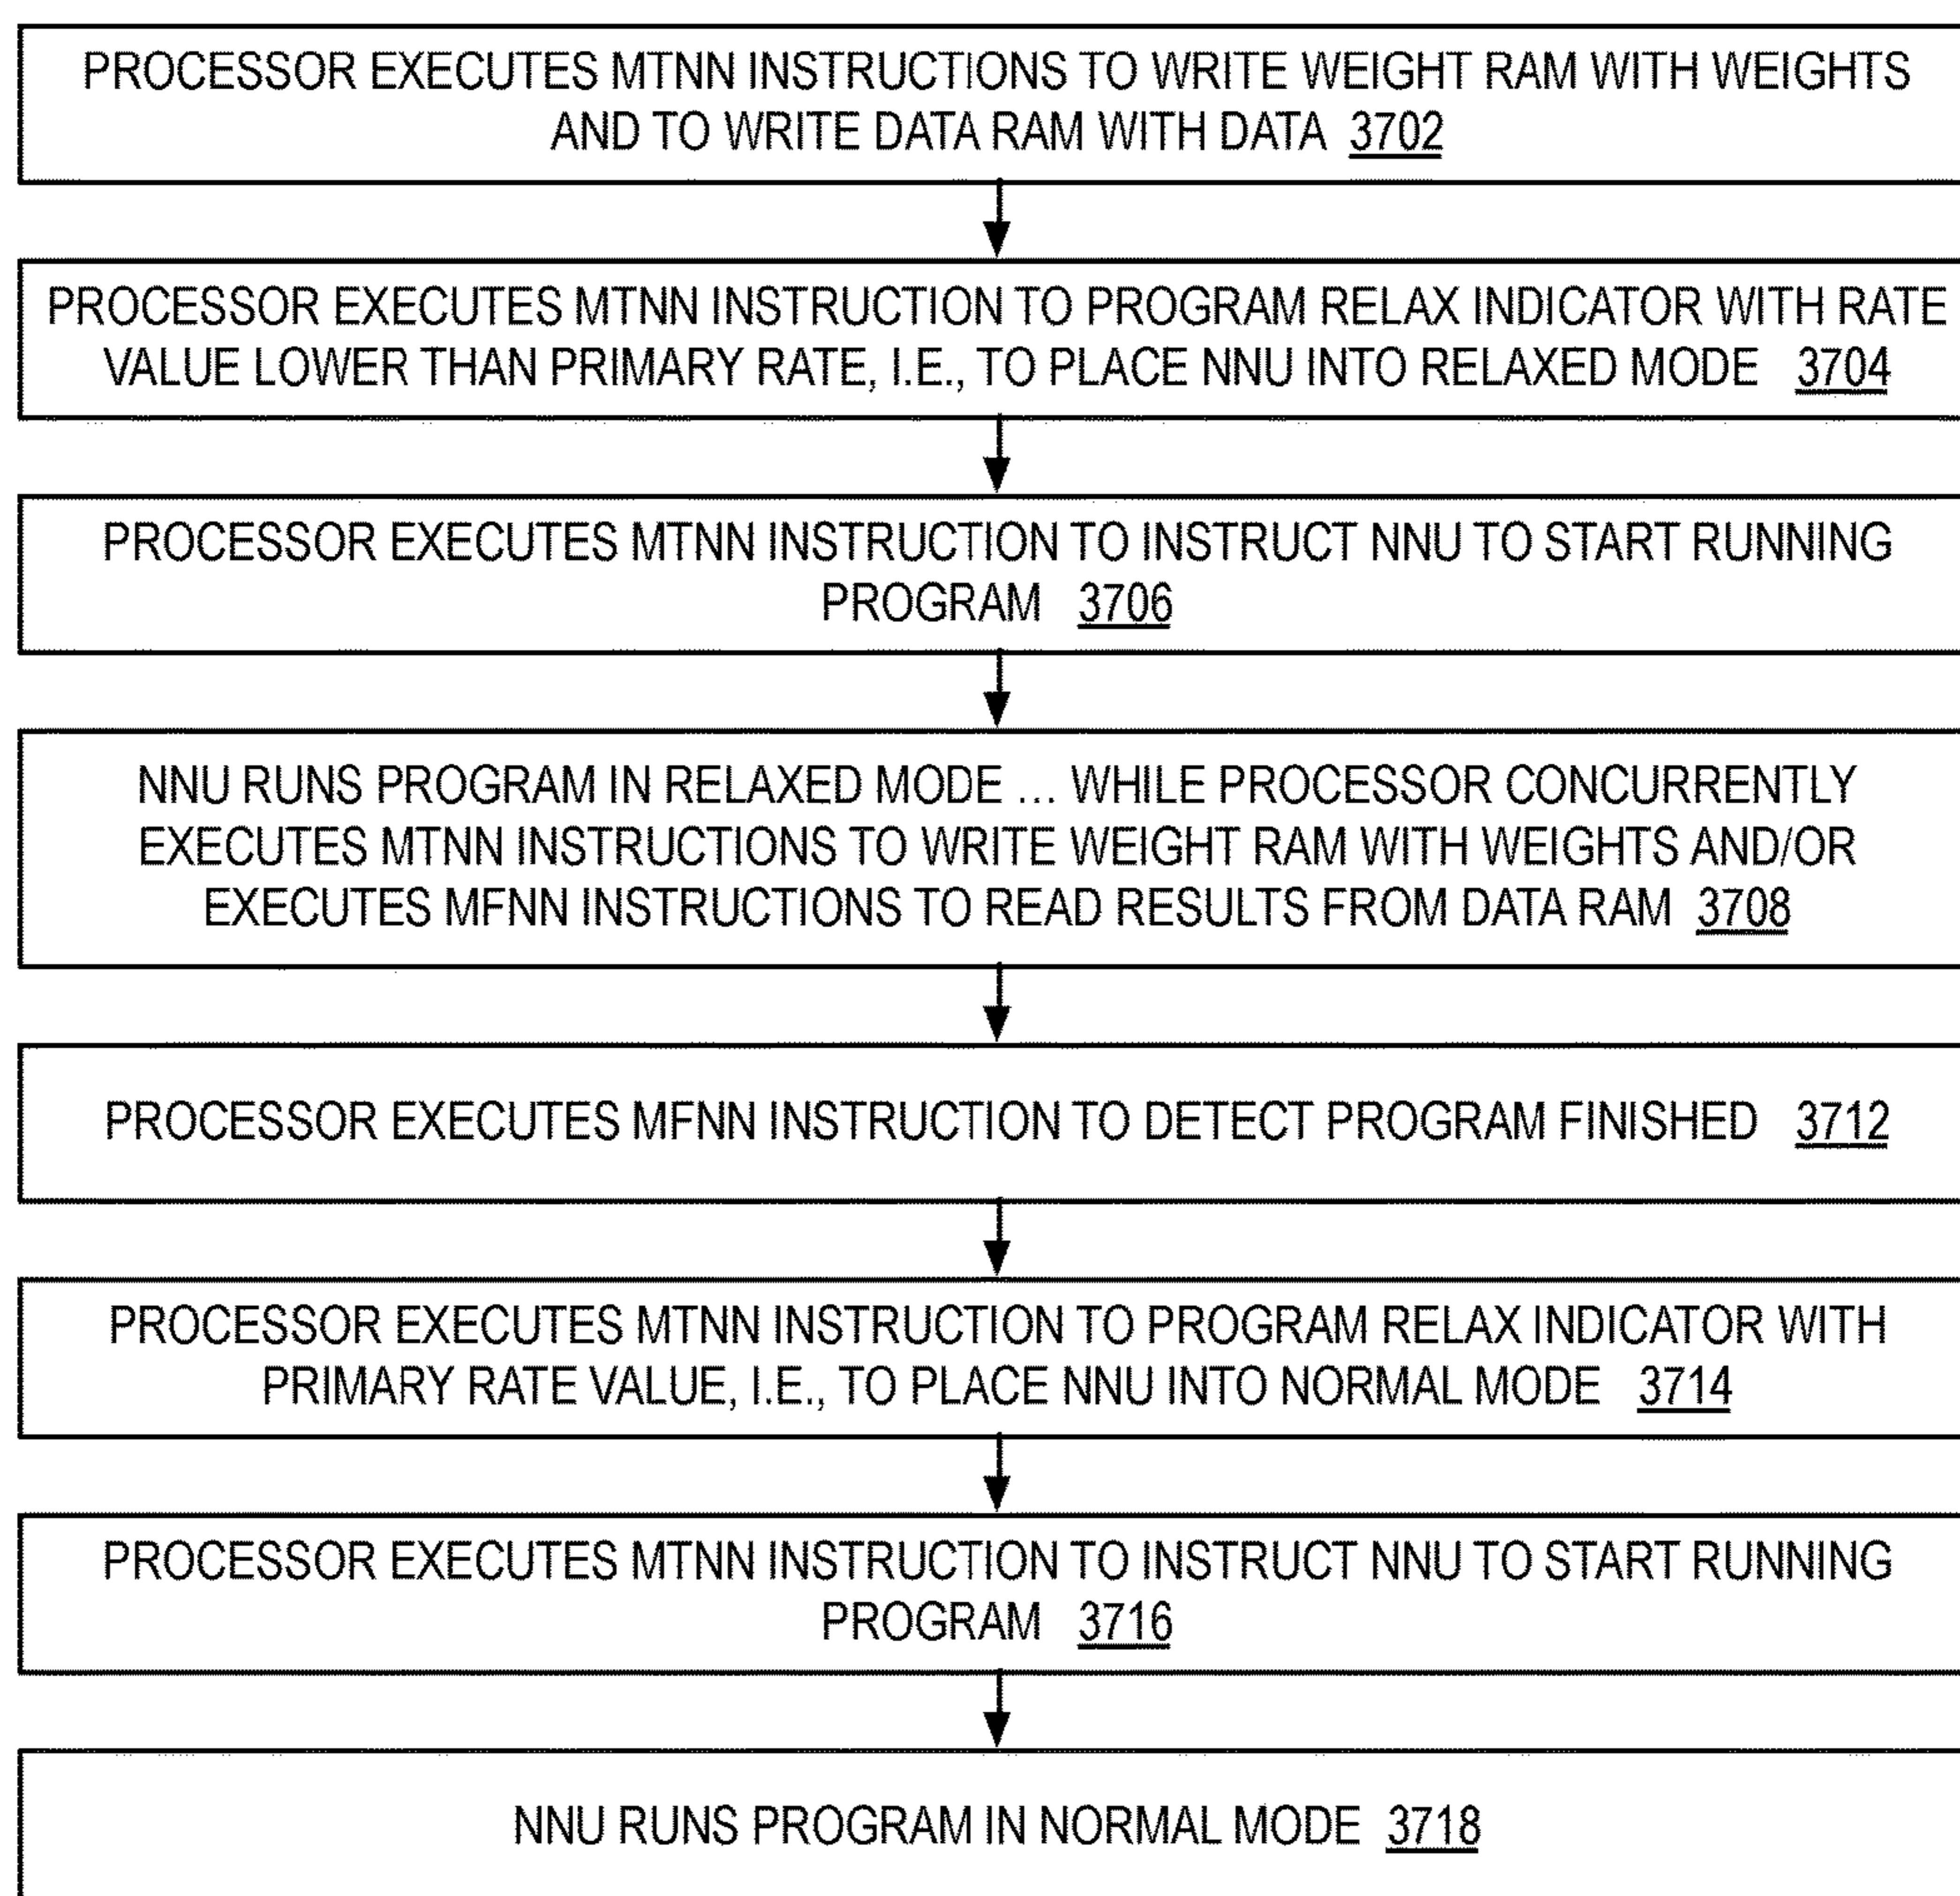 PROCESSOR EXECUTES MTNN INSTRUCTIONS TO WRITE WEIGHT RAM WITH WEIGHTS
AND TO WRITE DATA RAM WITH DATA 3702
PROCESSOR EXECUTES MTNN INSTRUCTION TO PROGRAM RELAX INDICATOR WITH RATE
VALUE LOWER THAN PRIMARY RATE, I.E., TO PLACE NNU INTO RELAXED MODE 3704
PROCESSOR EXECUTES MTNN INSTRUCTION TO INSTRUCT NNU TO START RUNNING
PROGRAM 3706
NNU RUNS PROGRAM IN RELAXED MODE ... WHILE PROCESSOR CONCURRENTLY
EXECUTES MTNN INSTRUCTIONS TO WRITE WEIGHT RAM WITH WEIGHTS AND/OR
EXECUTES MFNN INSTRUCTIONS TO READ RESULTS FROM DATA RAM 3708
PROCESSOR EXECUTES MFNN INSTRUCTION TO DETECT PROGRAM FINISHED 3712
PROCESSOR EXECUTES MTNN INSTRUCTION TO PROGRAM RELAX INDICATOR WITH
PRIMARY RATE VALUE, I.E., TO PLACE NNU INTO NORMAL MODE 3714
PROCESSOR EXECUTES MTNN INSTRUCTION TO INSTRUCT NNU TO START RUNNING
PROGRAM 3716
NNU RUNS PROGRAM IN NORMAL MODE 3718